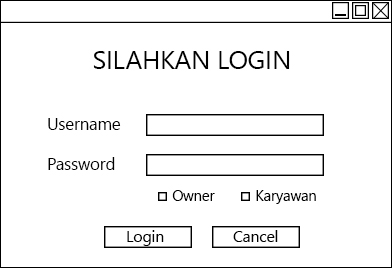 SILAHKAN LOGIN
Username
Password
Owner Karyawan
Login Cancel